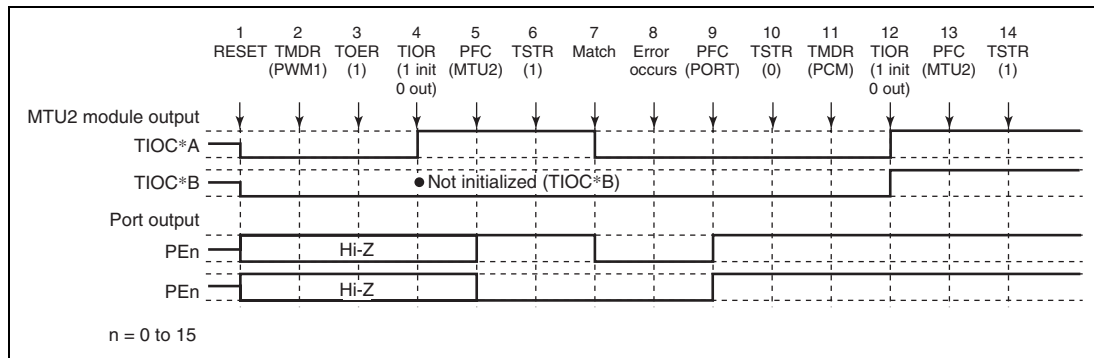 1 2 3 4 5 6 7 8 9 10 11 12 13 14
RESET TMDR TOER TIOR PFC TSTR Match Error PFC TSTR TMDR TIOR PFC TSTR
(PWM1) (1) (1 init (MTU2) (1) occurs (PORT) (0) (PCM) (1 init (MTU2) (1)
0 out) 0 out)
MTU2 module output
TIOC*A
TIOC*B
● Not initialized (TIOC*B)
Port output
PEn
Hi-Z
PEn
Hi-Z
n = 0 to 15